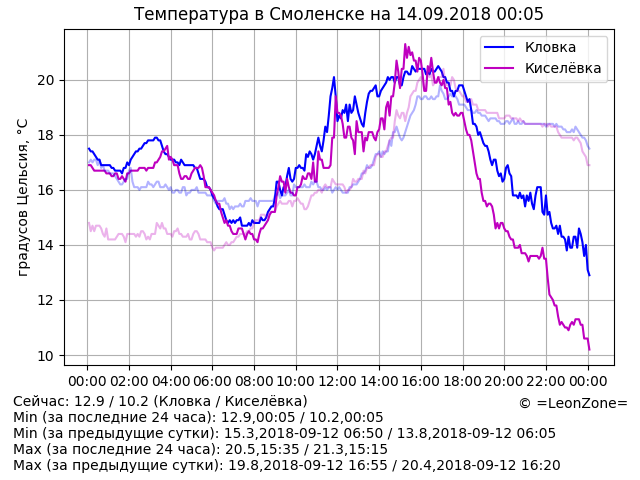 Температура в Смоленске на 14.09.2018 00:05
Кловка
Киселёвка
градусов Цельсия, °C
20
18
16
14
12
10
00:00 02:00 04:00 06:00 08:00 10:00 12:00 14:00 16:00 18:00 20:00 22:00 00:00
Сейчас: 12.9 / 10.2 (Кловка / Киселёвка)
© =LeonZone=
Min (за последние 24 часа): 12.9,00:05 / 10.2,00:05
Min (за предыдущие сутки): 15.3,2018-09-12 06:50 / 13.8,2018-09-12 06:05
Max (за последние 24 часа): 20.5,15:35 / 21.3,15:15
Max (за предыдущие сутки): 19.8,2018-09-12 16:55 / 20.4,2018-09-12 16:20